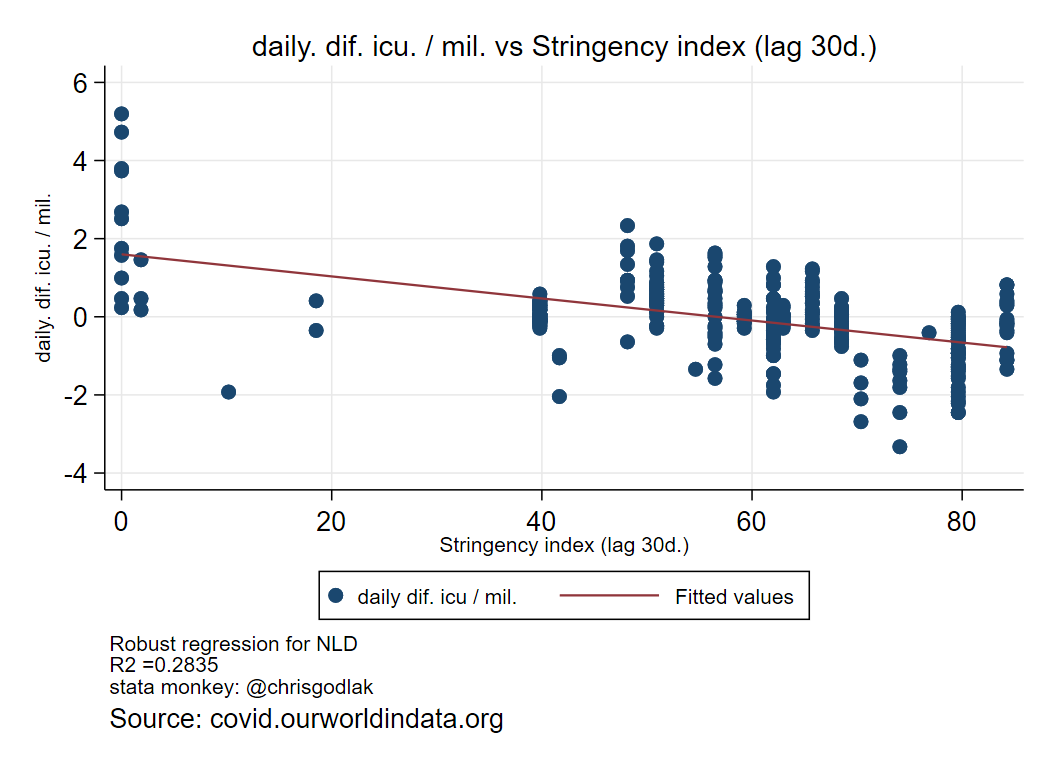 daily. dif. icu. / mil. vs Stringency index (lag 30d.)
daily. dif. icu. / mil.
6
4
2
0
-2
-4
0 20 40 60 80
Stringency index (lag 30d.)
daily dif. icu / mil. Fitted values
Robust regression for NLD
R2 =0.2835
stata monkey: @chrisgodlak
Source: covid.ourworldindata.org